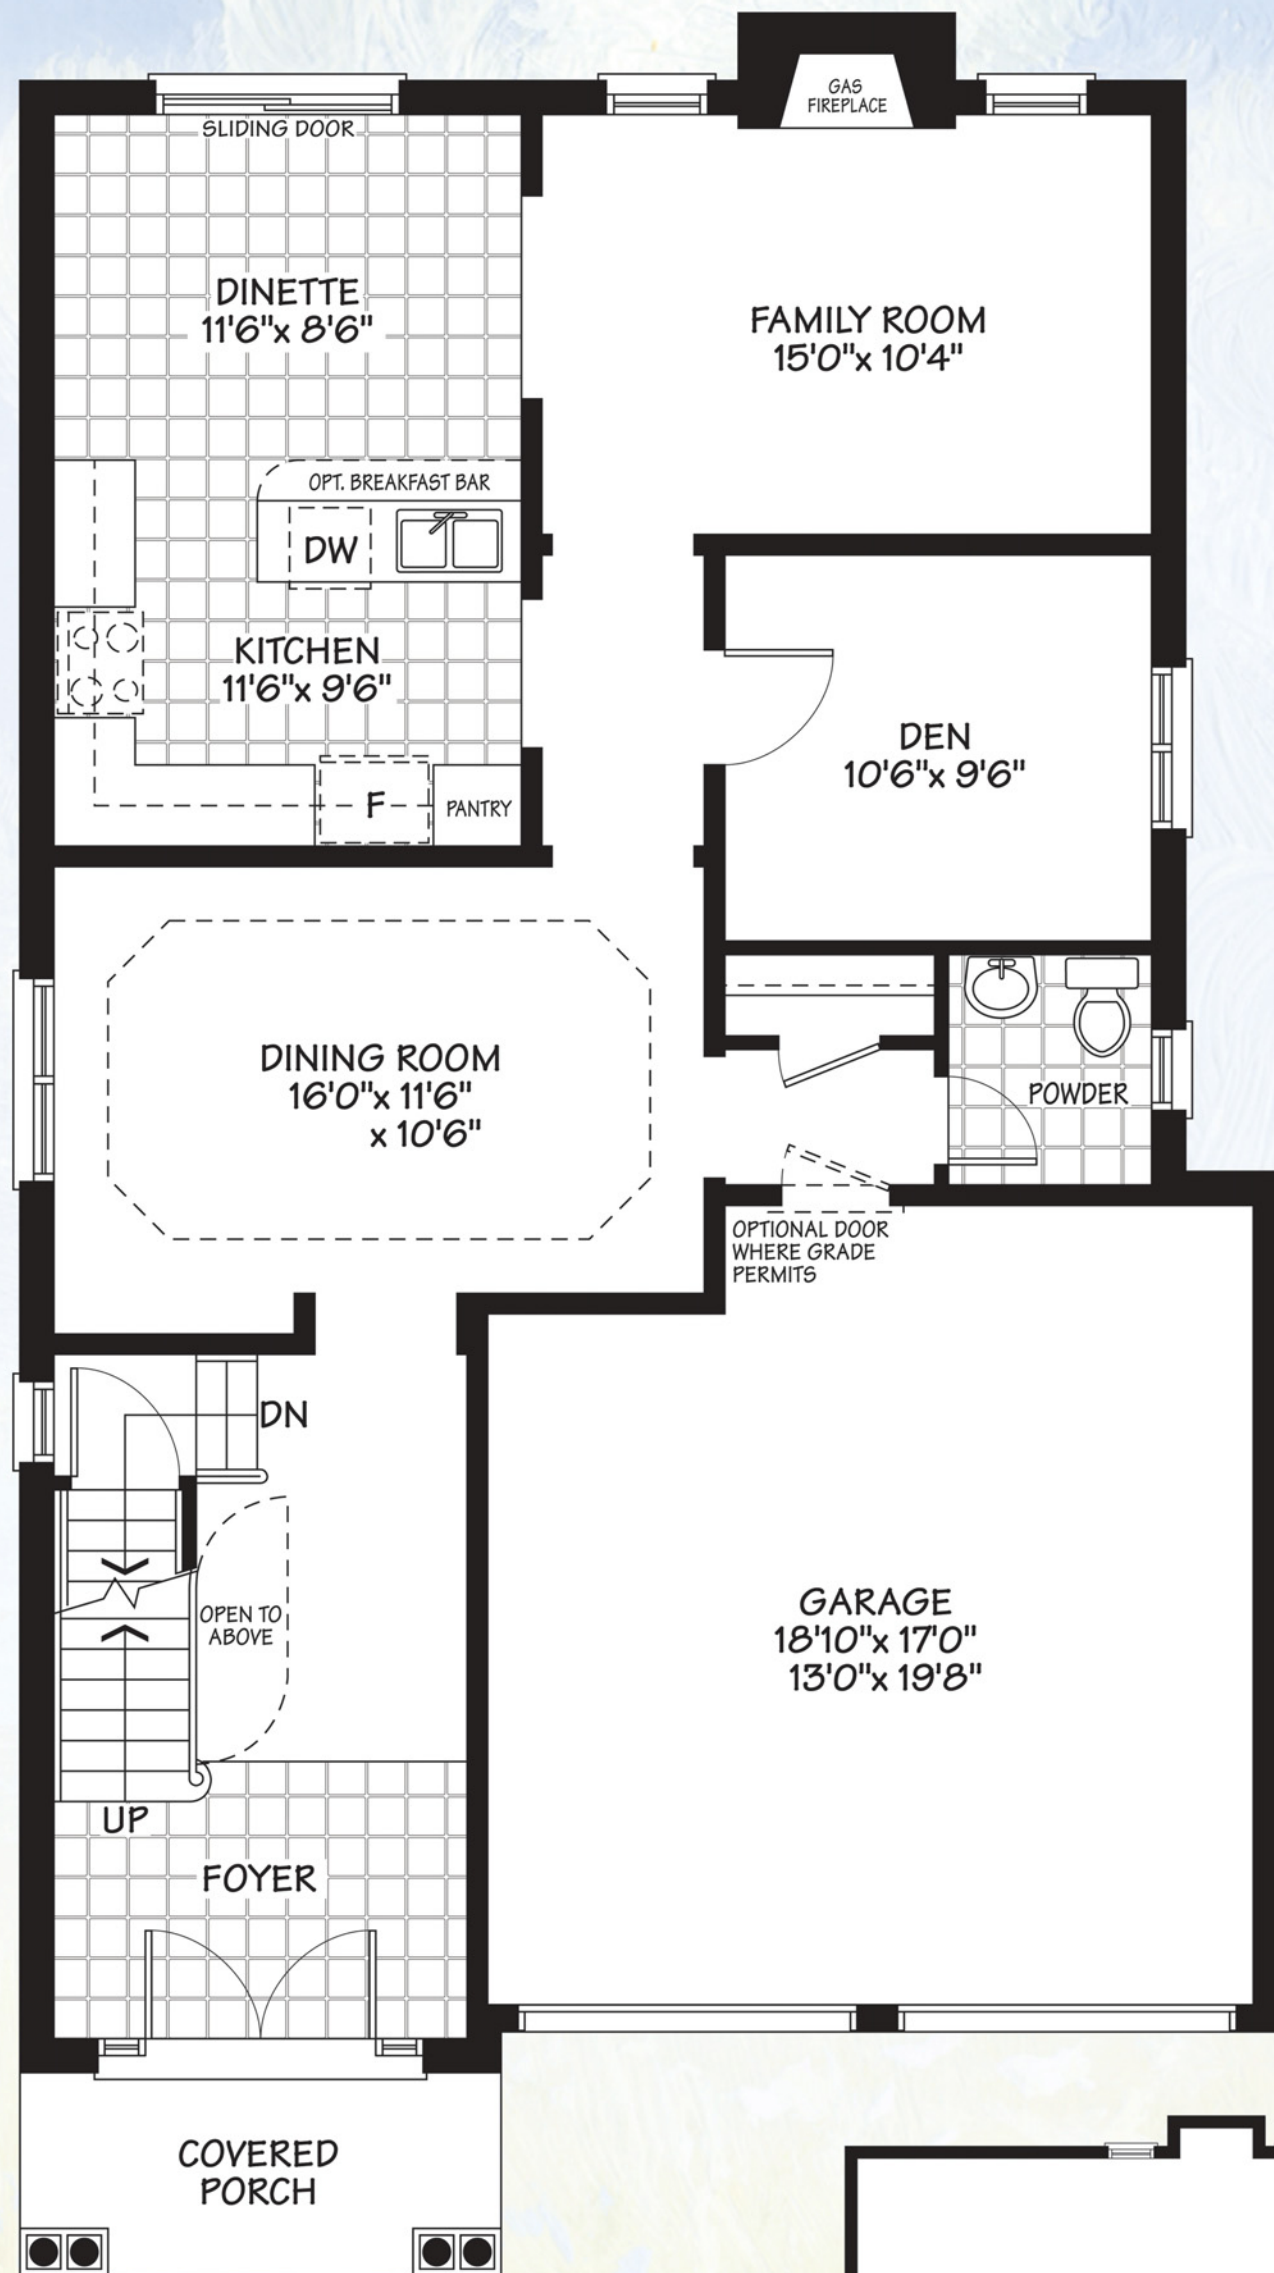 GAS
FIREPLACE
SLIDING DOOR
DINETTE
11'6"x 8'6"
FAMILY ROOM
15'0"x 10'4"
OPT. BREAKFAST BAR
DW
KITCHEN
11'6"x 9'6"
DEN
10'6"x 9'6"
F
PANTRY
DINING ROOM
16'0"x 11'6"
x 10'6"
POWDER
OPTIONAL DOOR
WHERE GRADE
PERMITS
DN
OPEN TO
ABOVE
GARAGE
18'10"x 17'0"
13'0"x 19'8"
UP
FOYER
COVERED
PORCH